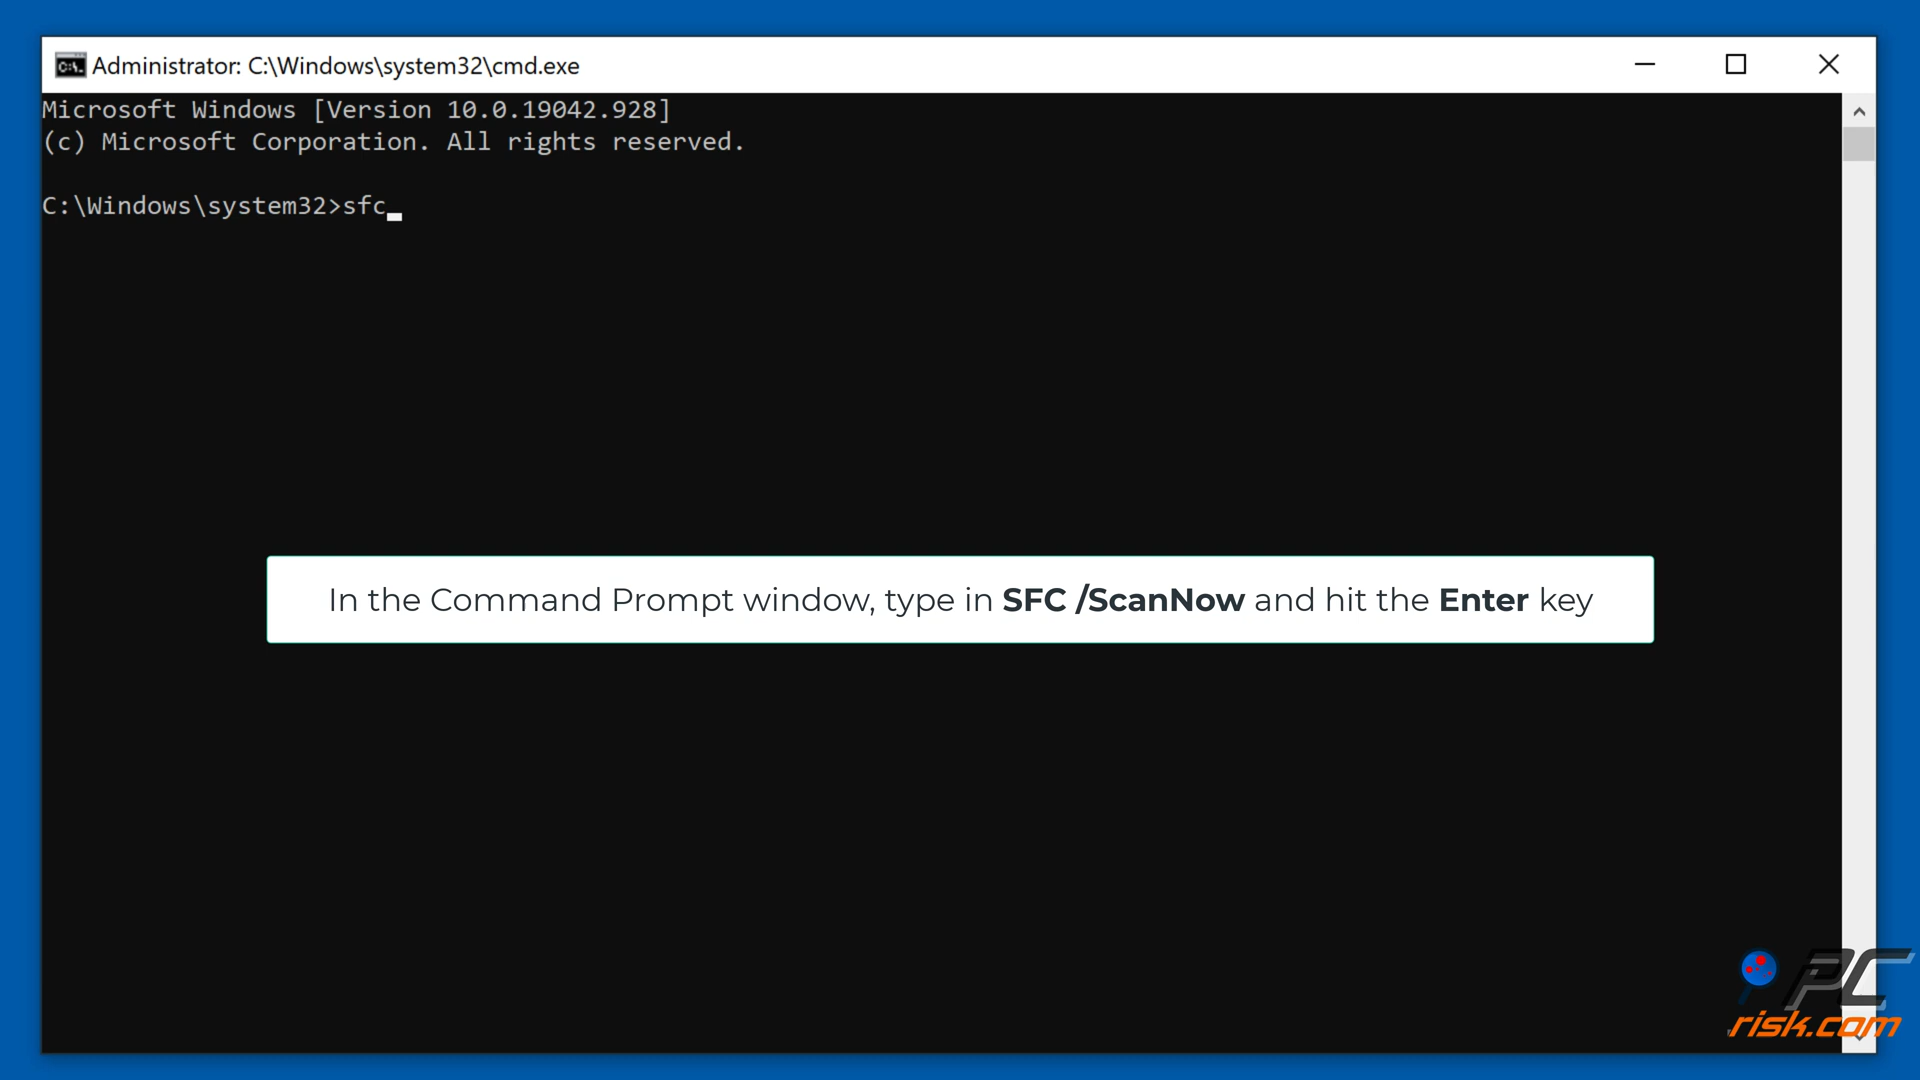 Administrator: C:\Windows\system32\cmd.exe
Microsoft Windows [Version 10.0.19042.928]
(c) Microsoft Corporation. All rights reserved.
C:\Windows\system32>sfc
In the Command Prompt window, type in SFC /ScanNow and hit the Enter key
PC
risk.com